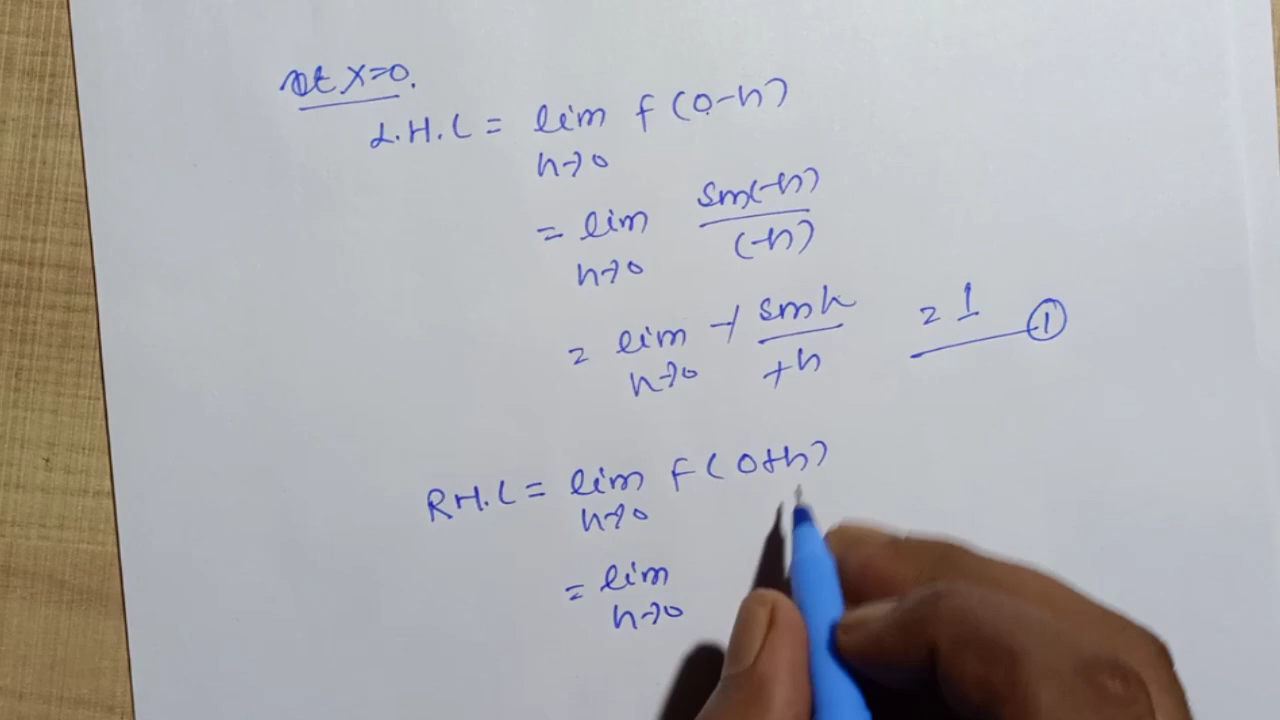 At x=0.
L.H.L = lim f(0-h)
h→0
= lim sin(-h)/(-h)
h→0
= lim + sinh/+h = 1 ①
h→0
R.H.L = lim f(0+h)
h→0
= lim
h→0